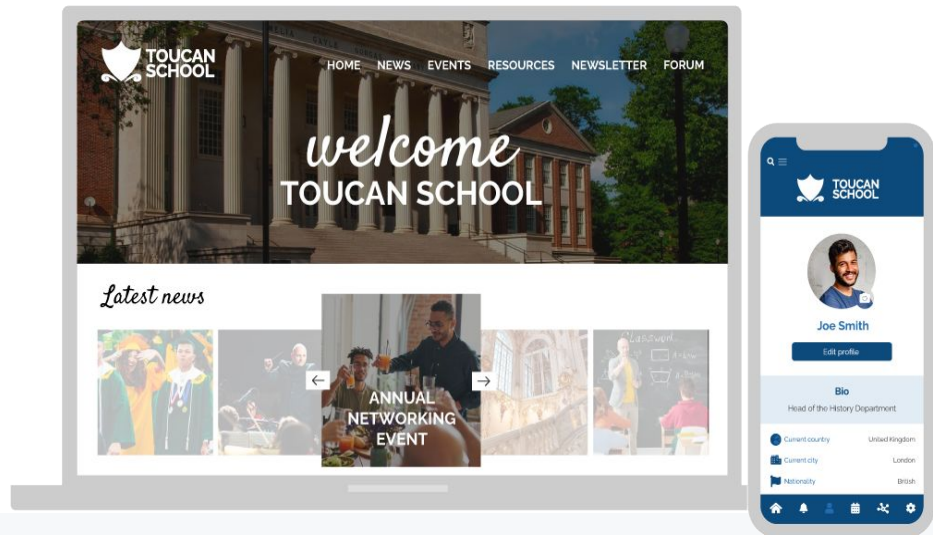 TOUCAN
SCHOOL
HOME NEWS EVENTS RESOURCES NEWSLETTER FORUM
welcome
TOUCAN SCHOOL
Latest news
ANNUAL
NETWORKING
EVENT
TOUCAN
SCHOOL
Joe Smith
Edit profile
Bio
Head of the History Department
Current country United Kingdom
Current city London
Nationality British